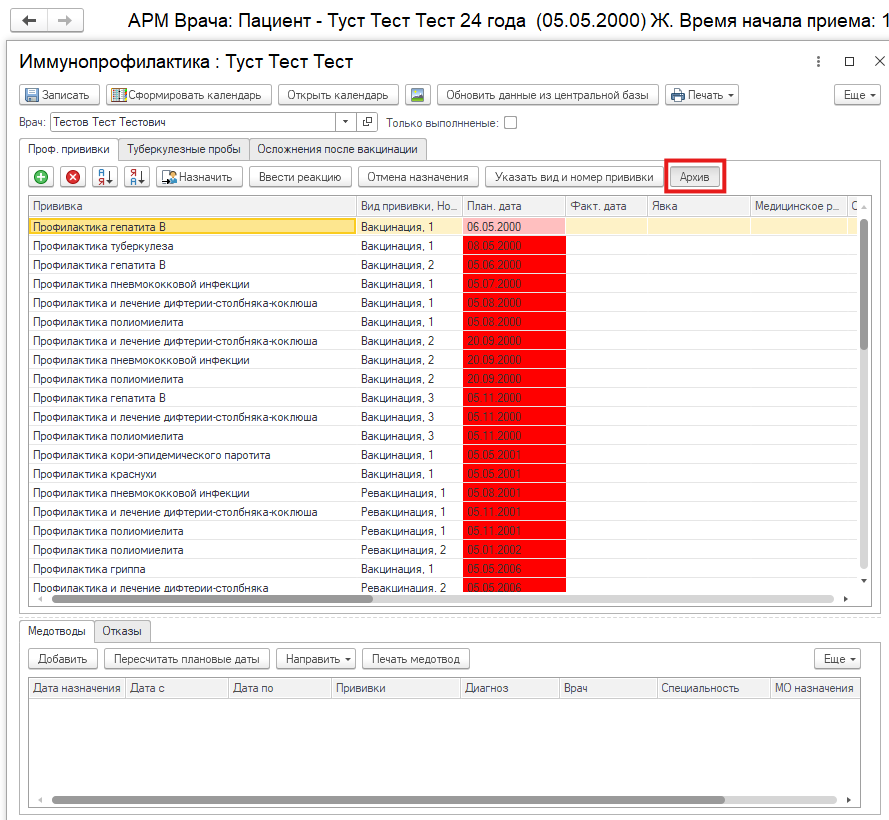 АРМ Врача: Пациент - Туст Тест Тест 24 года (05.05.2000) Ж. Время начала приема: 1
Иммунопрофилактика : Туст Тест Тест
Записать Сформировать календарь Открыть календарь Обновить данные из центральной базы Печать Еще
Врач: Тестов Тест Тестович Только выполнненые:
Проф. прививки Туберкулезные пробы Осложнения после вакцинации
Назначить Ввести реакцию Отмена назначения Указать вид и номер прививки Архив
Прививка Вид прививки, Но... План. дата Факт. дата Явка Медицинское р... С
Профилактика гепатита В Вакцинация, 1 06.05.2000
Профилактика туберкулеза Вакцинация, 1 08.05.2000
Профилактика гепатита В Вакцинация, 2 05.06.2000
Профилактика пневмококковой инфекции Вакцинация, 1 05.07.2000
Профилактика и лечение дифтерии-столбняка-коклюша Вакцинация, 1 05.08.2000
Профилактика полиомиелита Вакцинация, 1 05.08.2000
Профилактика и лечение дифтерии-столбняка-коклюша Вакцинация, 2 20.09.2000
Профилактика пневмококковой инфекции Вакцинация, 2 20.09.2000
Профилактика полиомиелита Вакцинация, 2 20.09.2000
Профилактика гепатита В Вакцинация, 3 05.11.2000
Профилактика и лечение дифтерии-столбняка-коклюша Вакцинация, 3 05.11.2000
Профилактика полиомиелита Вакцинация, 3 05.11.2000
Профилактика кори-эпидемического паротита Вакцинация, 1 05.05.2001
Профилактика краснухи Вакцинация, 1 05.05.2001
Профилактика пневмококковой инфекции Ревакцинация, 1 05.08.2001
Профилактика и лечение дифтерии-столбняка-коклюша Ревакцинация, 1 05.11.2001
Профилактика полиомиелита Ревакцинация, 1 05.11.2001
Профилактика полиомиелита Ревакцинация, 2 05.01.2002
Профилактика гриппа Вакцинация, 1 05.05.2006
Профилактика и лечение дифтерии-столбняка Ревакцинация, 2 05.05.2006
Медотводы Отказы
Добавить Пересчитать плановые даты Направить Печать медотвод Еще
Дата назначения Дата с Дата по Прививки Диагноз Врач Специальность МО назначения